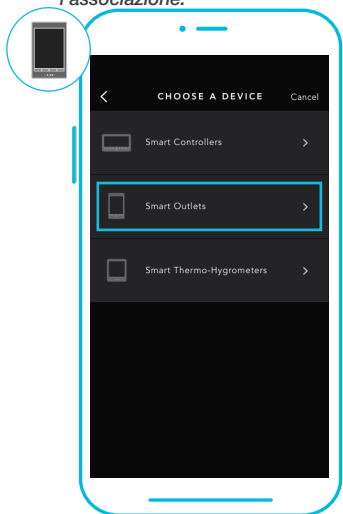 l'associazione.
CHOOSE A DEVICE Cancel
Smart Controllers
Smart Outlets
Smart Thermo-Hygrometers